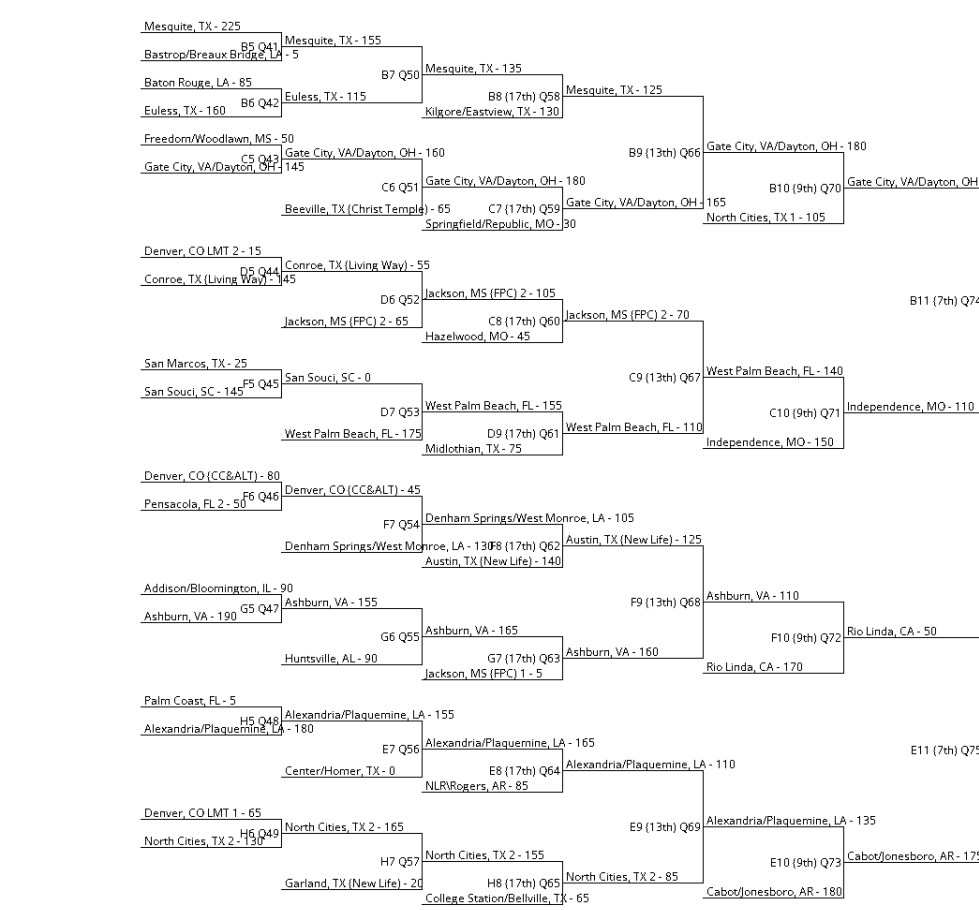 Mesquite, TX - 225
B5 Q41
Bastrop/Breaux Bridge, LA - 5
Mesquite, TX - 155
B7 Q50
Baton Rouge, LA - 85
B6 Q42
Euless, TX - 160
Euless, TX - 115
Mesquite, TX - 135
B8 (17th) Q58
Kilgore/Eastview, TX - 130
Mesquite, TX - 125
Freedom/Woodlawn, MS - 50
C5 Q43
Gate City, VA/Dayton, OH - 145
Gate City, VA/Dayton, OH - 160
C6 Q51
Beeville, TX (Christ Temple) - 65
Gate City, VA/Dayton, OH - 180
C7 (17th) Q59
Springfield/Republic, MO - 30
Gate City, VA/Dayton, OH - 165
B9 (13th) Q66
Gate City, VA/Dayton, OH - 180
B10 (9th) Q70
North Cities, TX 1 - 105
Gate City, VA/Dayton, OH
Denver, CO LMT 2 - 15
D5 Q44
Conroe, TX (Living Way) - 145
Conroe, TX (Living Way) - 55
D6 Q52
Jackson, MS (FPC) 2 - 65
Jackson, MS (FPC) 2 - 105
C8 (17th) Q60
Hazelwood, MO - 45
Jackson, MS (FPC) 2 - 70
B11 (7th) Q74
San Marcos, TX - 25
F5 Q45
San Souci, SC - 145
San Souci, SC - 0
D7 Q53
West Palm Beach, FL - 175
West Palm Beach, FL - 155
D9 (17th) Q61
Midlothian, TX - 75
West Palm Beach, FL - 110
C9 (13th) Q67
West Palm Beach, FL - 140
C10 (9th) Q71
Independence, MO - 150
Independence, MO - 110
Denver, CO (CC&ALT) - 80
F6 Q46
Pensacola, FL 2 - 50
Denver, CO (CC&ALT) - 45
F7 Q54
Denham Springs/West Monroe, LA - 130
Denham Springs/West Monroe, LA - 105
F8 (17th) Q62
Austin, TX (New Life) - 140
Austin, TX (New Life) - 125
Addison/Bloomington, IL - 90
G5 Q47
Ashburn, VA - 190
Ashburn, VA - 155
G6 Q55
Huntsville, AL - 90
Ashburn, VA - 165
G7 (17th) Q63
Jackson, MS (FPC) 1 - 5
Ashburn, VA - 160
F9 (13th) Q68
Ashburn, VA - 110
F10 (9th) Q72
Rio Linda, CA - 170
Rio Linda, CA - 50
Palm Coast, FL - 5
H5 Q48
Alexandria/Plaquemine, LA - 180
Alexandria/Plaquemine, LA - 155
E7 Q56
Center/Homer, TX - 0
Alexandria/Plaquemine, LA - 165
E8 (17th) Q64
NLR\Rogers, AR - 85
Alexandria/Plaquemine, LA - 110
E11 (7th) Q75
Denver, CO LMT 1 - 65
H6 Q49
North Cities, TX 2 - 130
North Cities, TX 2 - 165
H7 Q57
Garland, TX (New Life) - 20
North Cities, TX 2 - 155
H8 (17th) Q65
College Station/Bellville, TX - 65
North Cities, TX 2 - 85
E9 (13th) Q69
Alexandria/Plaquemine, LA - 135
E10 (9th) Q73
Cabot/Jonesboro, AR - 180
Cabot/Jonesboro, AR - 175